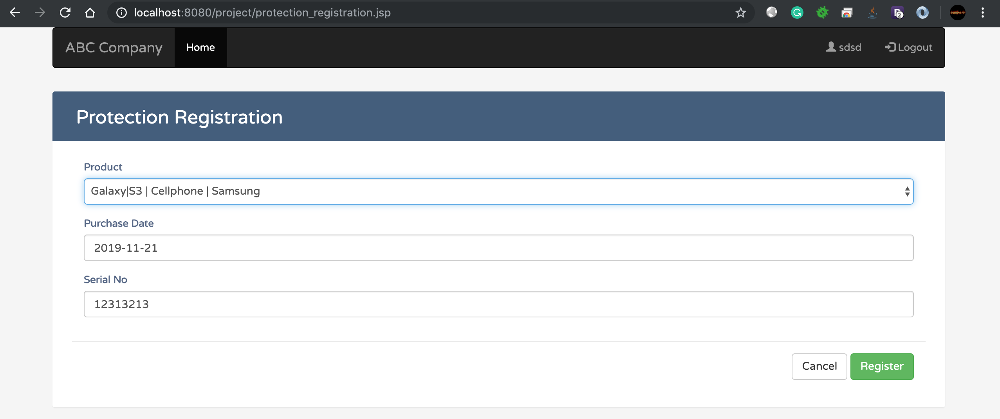 localhost:8080/project/protection_registration.jsp
ABC Company Home sdsd Logout
Protection Registration
Product
Galaxy|S3 | Cellphone | Samsung
Purchase Date
2019-11-21
Serial No
12313213
Cancel Register